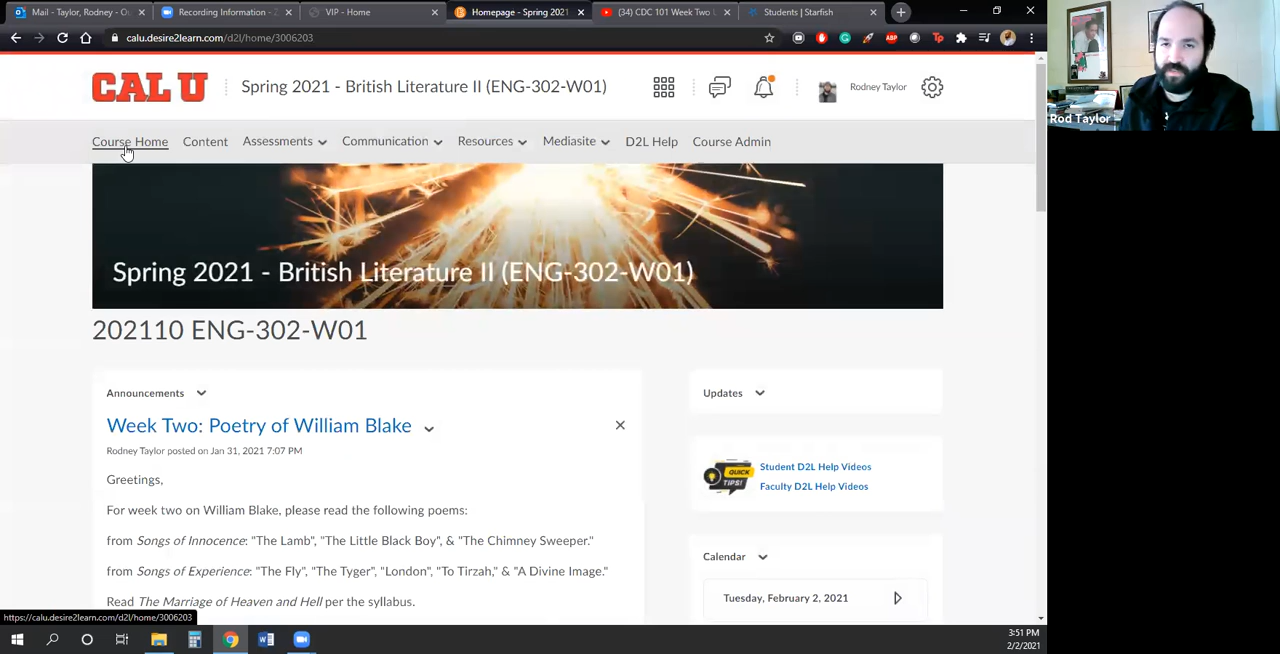 Mail - Taylor, Rodney - O
Recording Information - Z
VIP - Home
Homepage - Spring 2021
(34) CDC 101 Week Two L
Students | Starfish
calu.desire2learn.com/d2l/home/3006203
CAL U
Spring 2021 - British Literature II (ENG-302-W01)
Rodney Taylor
Rod Taylor
Course Home
Content
Assessments
Communication
Resources
Mediasite
D2L Help
Course Admin
Spring 2021 - British Literature II (ENG-302-W01)
202110 ENG-302-W01
Announcements
Week Two: Poetry of William Blake
Rodney Taylor posted on Jan 31, 2021 7:07 PM
Greetings,
For week two on William Blake, please read the following poems:
from Songs of Innocence: "The Lamb", "The Little Black Boy", & "The Chimney Sweeper."
from Songs of Experience: "The Fly", "The Tyger", "London", "To Tirzah," & "A Divine Image."
Read The Marriage of Heaven and Hell per the syllabus.
Updates
QUICK
TIPS!
Student D2L Help Videos
Faculty D2L Help Videos
Calendar
Tuesday, February 2, 2021
https://calu.desire2learn.com/d2l/home/3006203
3:51 PM
2/2/2021